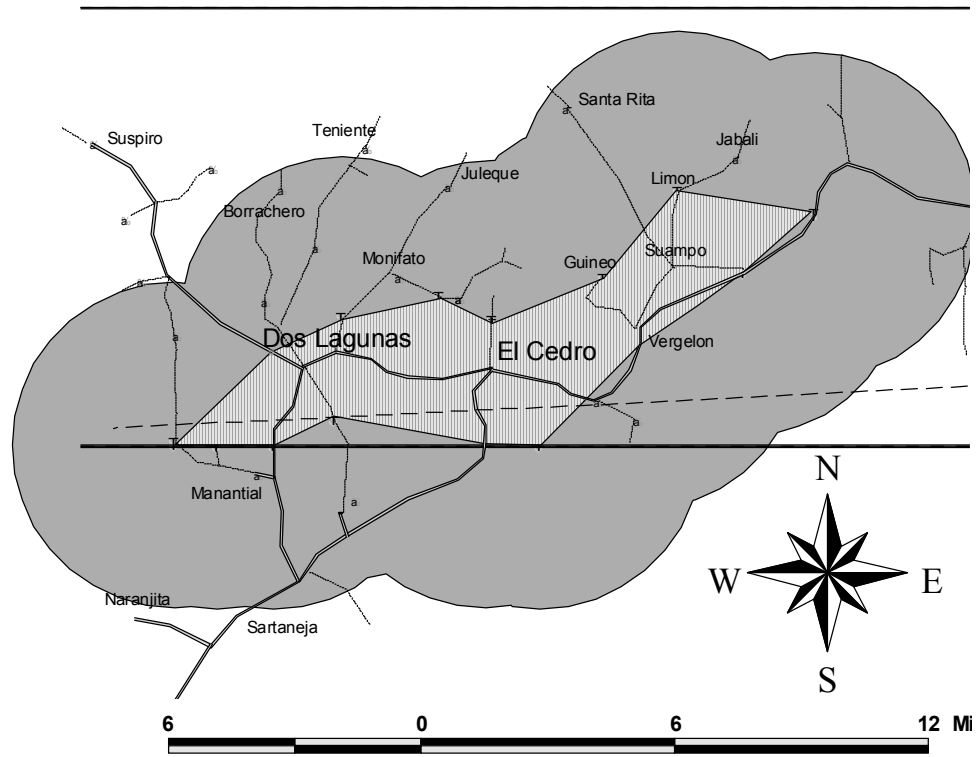 Santa Rita
Teniente
Suspiro
Jabali
Juleque
Limon
Borrachero
Suampo
Monifato
Guineo
Dos Lagunas
El Cedro
Vergelon
Manantial
Naranjita
Sartaneja
N
W
E
S
6 0 6 12 Mi